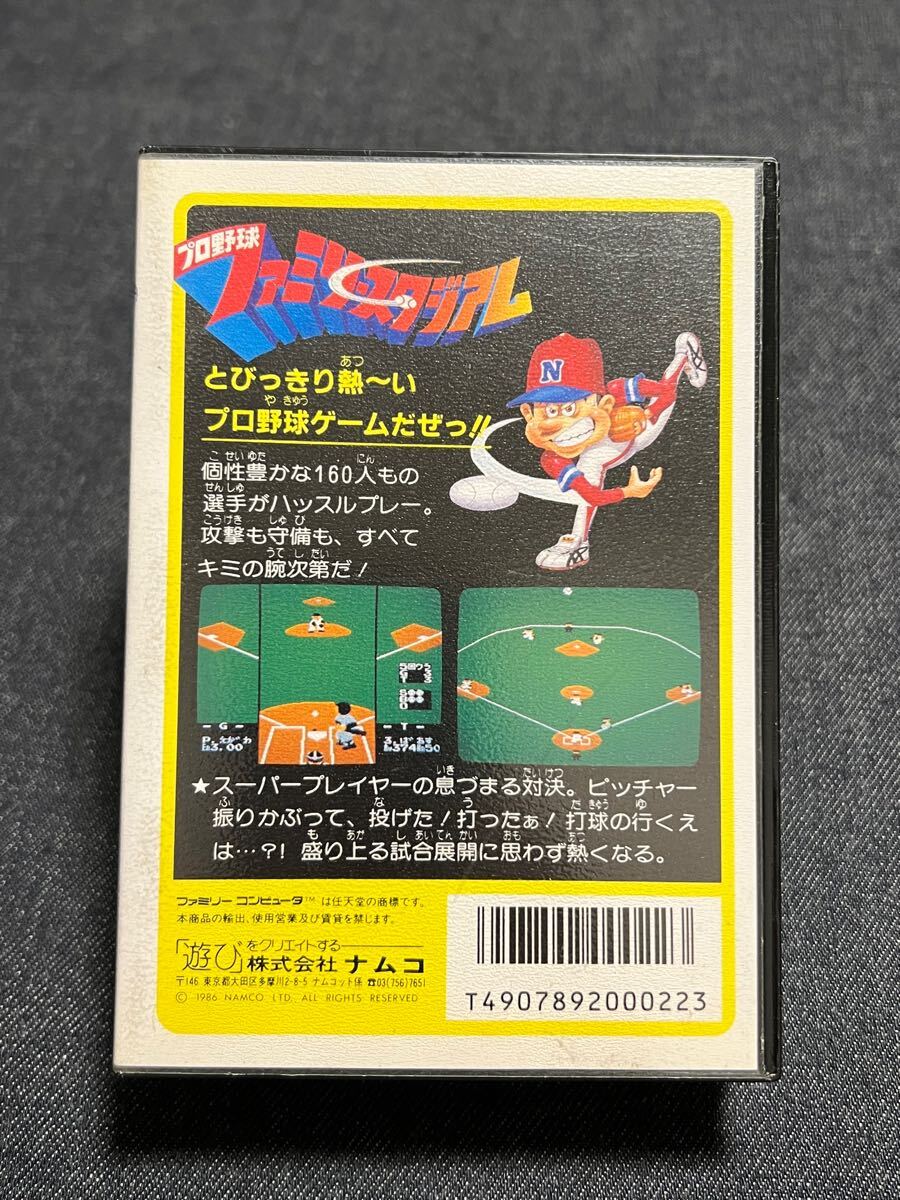 プロ野球
ファミリースタジアム
N
とびっきり熱〜い
プロ野球ゲームだぜっ!!
個性豊かな160人もの
選手がハッスルプレー。
攻撃も守備も、すべて
キミの腕次第だ!
-G-
-T-
★スーパープレイヤーの息づまる対決。ピッチャー
振りかぶって、投げた!打ったぁ!打球の行くえ
は…?! 盛り上る試合展開に思わず熱くなる。
ファミリー コンピュータ™ は任天堂の商標です。
本商品の輸出、使用営業及び賃貸を禁じます。
「遊び」をクリエイトする
株式会社 ナムコ
〒146 東京都大田区多摩川2-8-5 ナムコット係 ☎03(756)7651
© 1986 NAMCO LTD. ALL RIGHTS RESERVED
T4907892000223